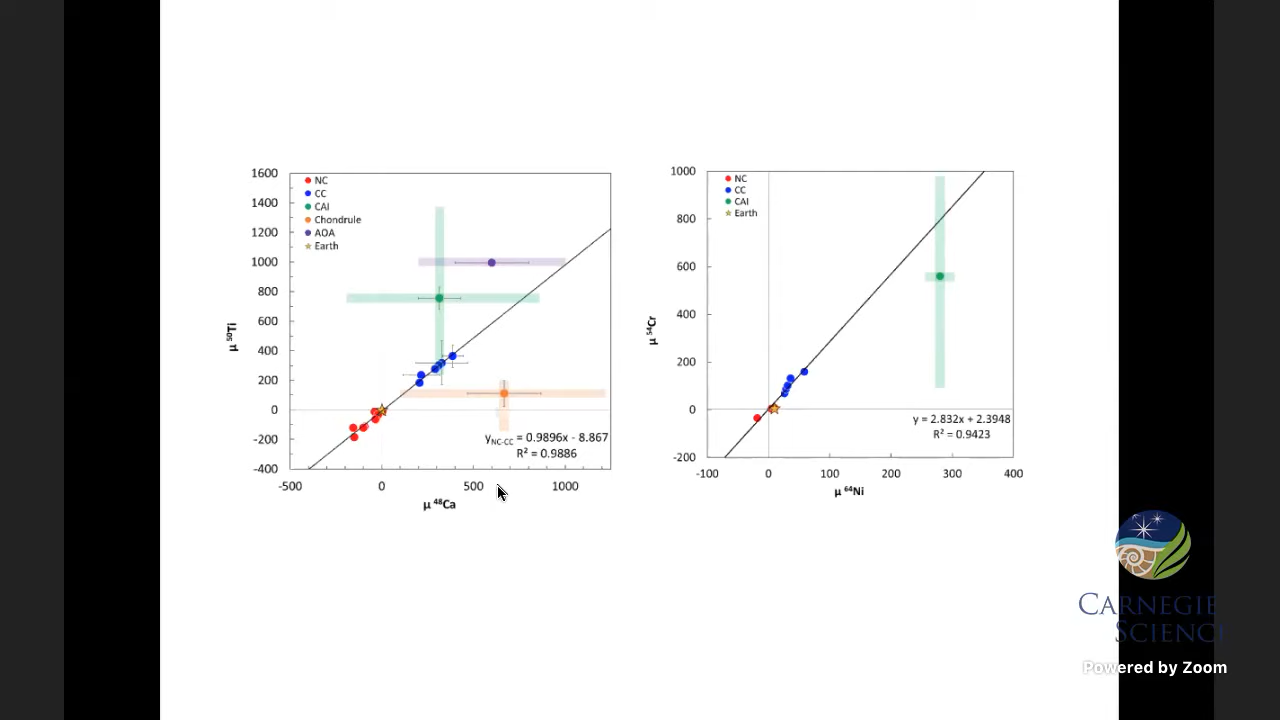 1600
1400
1200
1000
800
600
400
200
0
-200
-400
-500
0
500
1000
μ ⁵⁰Ti
μ ⁴⁸Ca
NC
CC
CAI
Chondrule
AOA
Earth
yNC-CC = 0.9896x - 8.867
R² = 0.9886
1000
800
600
400
200
0
-200
-100
0
100
200
300
400
μ ⁵⁴Cr
μ ⁶⁴Ni
NC
CC
CAI
Earth
y = 2.832x + 2.3948
R² = 0.9423
CARNEGIE
SCIENC
Powered by Zoom